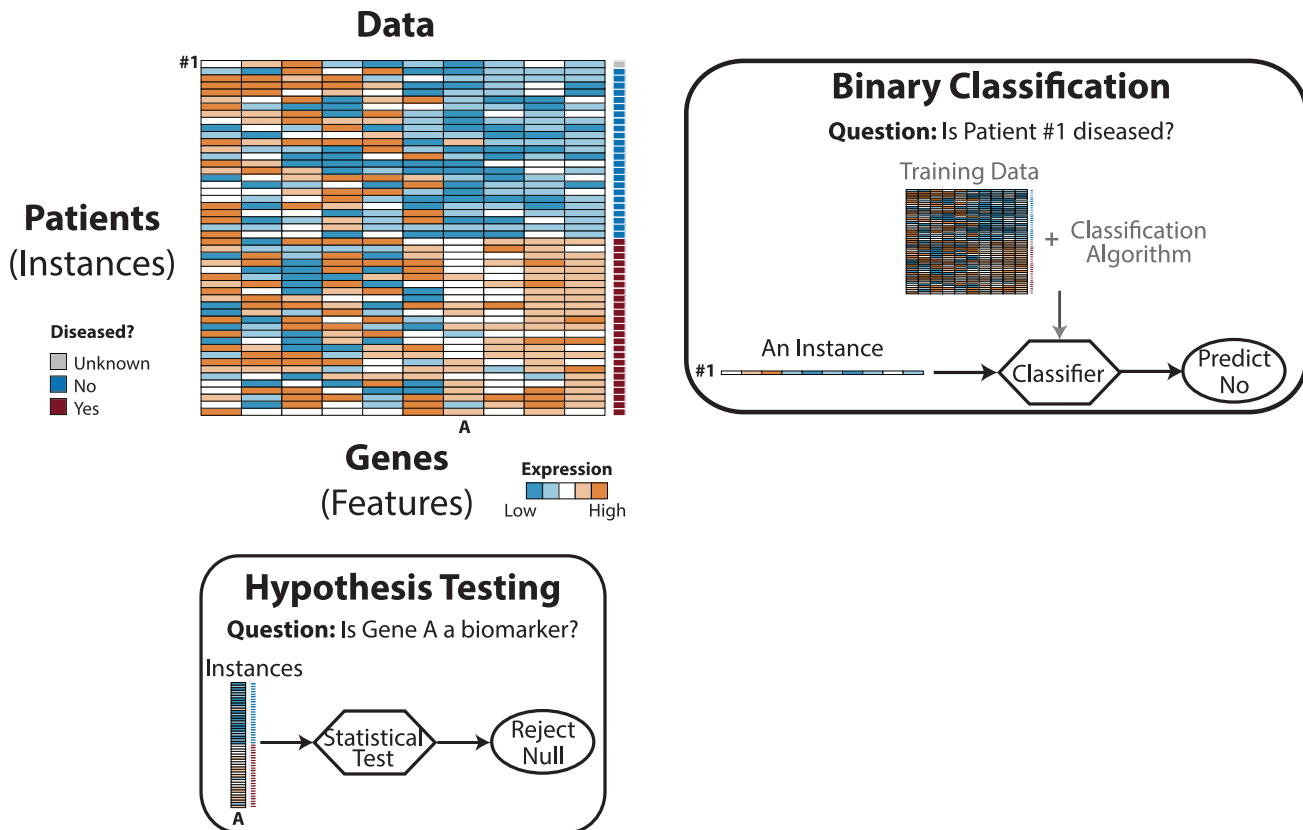 Data
#1
Patients
(Instances)
Diseased?
Unknown
No
Yes
A
Genes
(Features)
Expression
Low High
Binary Classification
Question: Is Patient #1 diseased?
Training Data
+ Classification
Algorithm
An Instance
#1
Classifier
Predict
No
Hypothesis Testing
Question: Is Gene A a biomarker?
Instances
Statistical
Test
Reject
Null
A